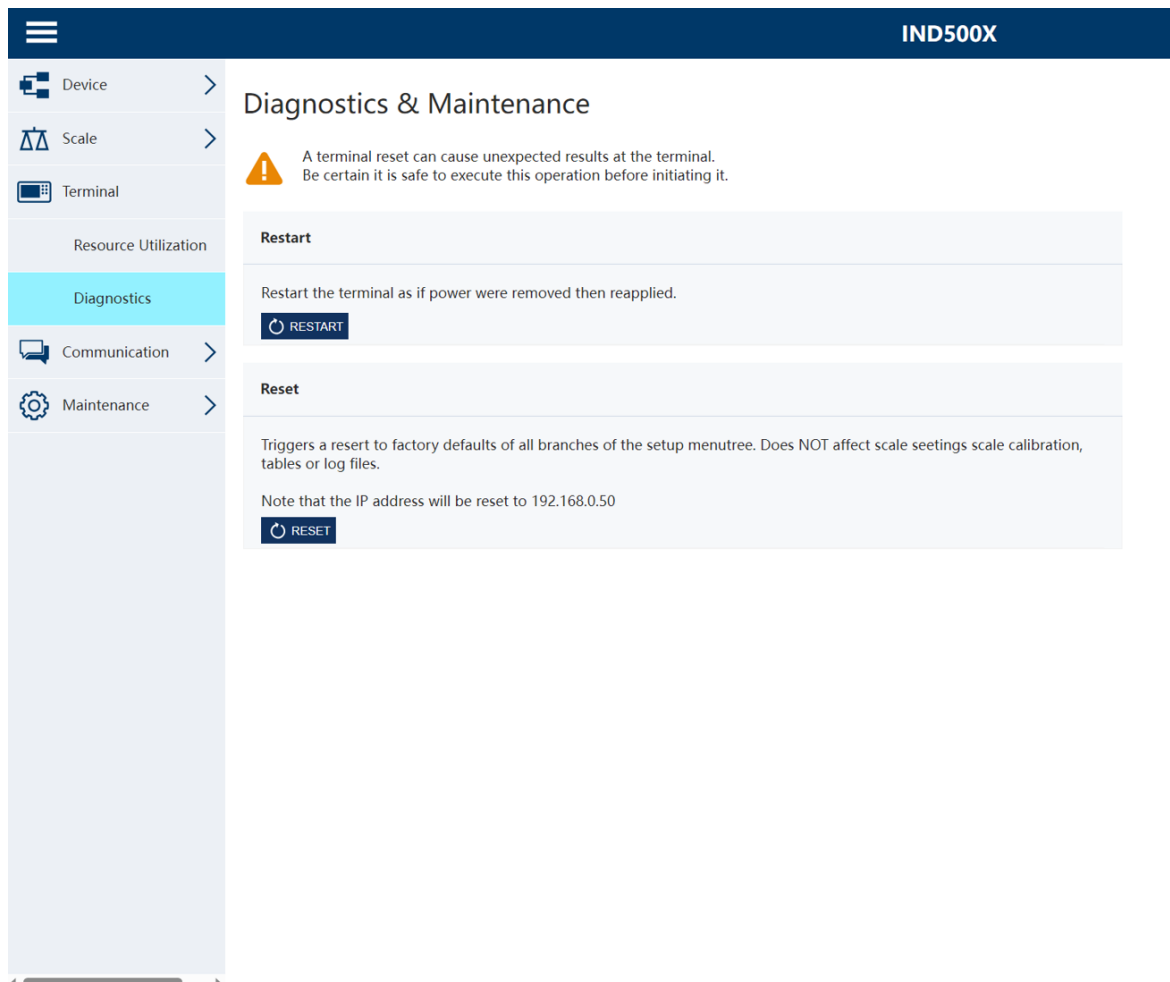 IND500X
Device
Scale
Terminal
Resource Utilization
Diagnostics
Communication
Maintenance
Diagnostics & Maintenance
A terminal reset can cause unexpected results at the terminal.
Be certain it is safe to execute this operation before initiating it.
Restart
Restart the terminal as if power were removed then reapplied.
RESTART
Reset
Triggers a resert to factory defaults of all branches of the setup menutree. Does NOT affect scale seetings scale calibration,
tables or log files.
Note that the IP address will be reset to 192.168.0.50
RESET